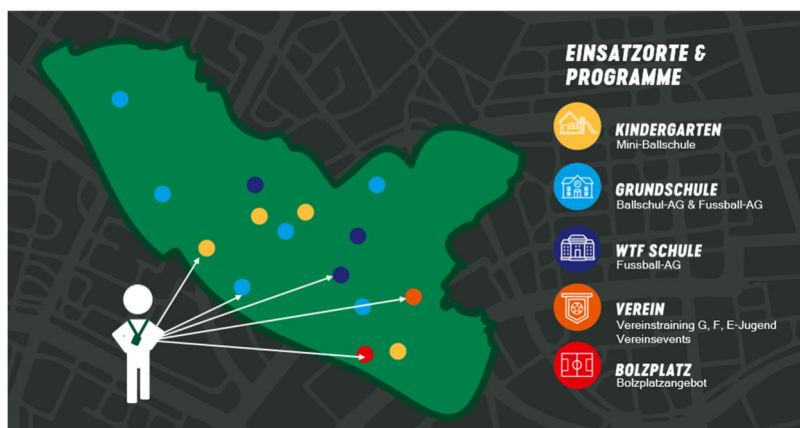 EINSATZORTE &
PROGRAMME
KINDERGARTEN
Mini-Ballschule
GRUNDSCHULE
Ballschul-AG & Fussball-AG
WTF SCHULE
Fussball-AG
VEREIN
Vereinstraining G, F, E-Jugend
Vereinsevents
BOLZPLATZ
Bolzplatzangebot